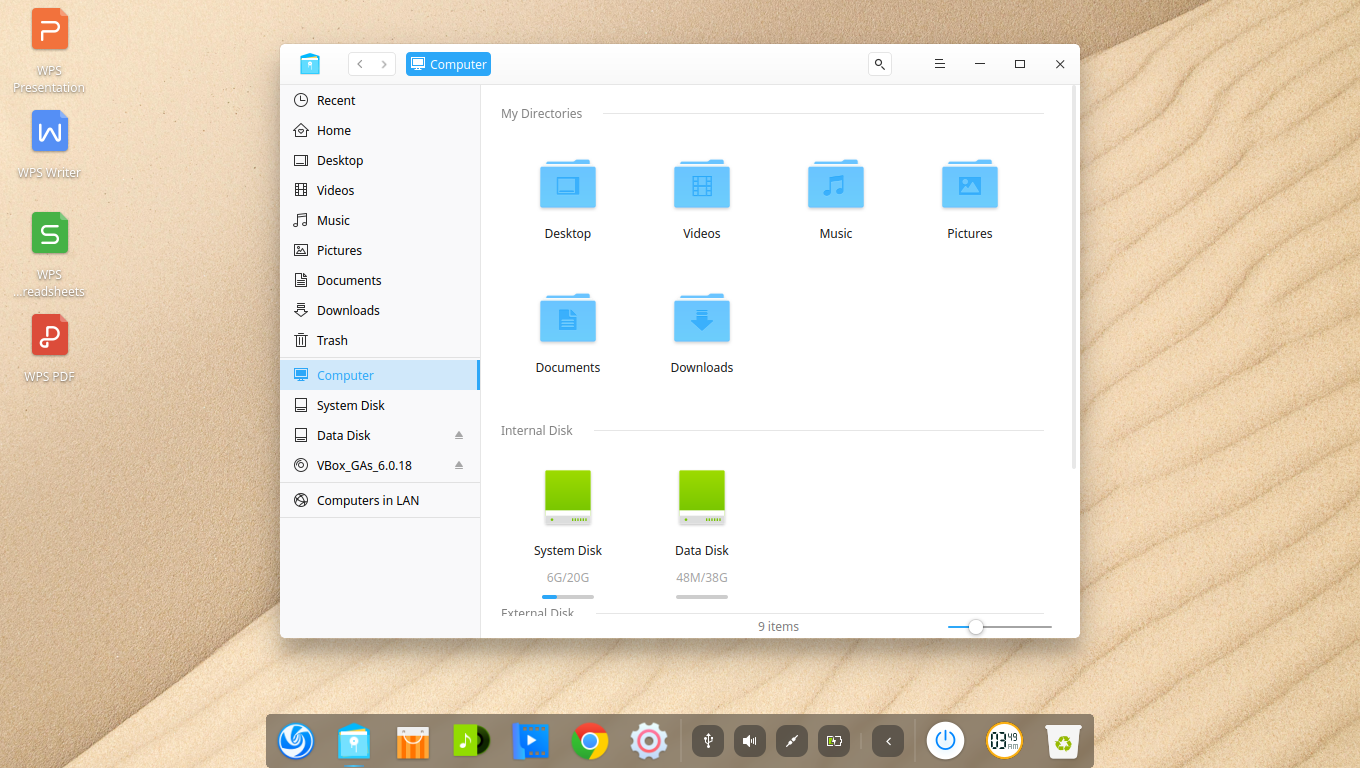 WPS
Presentation
WPS Writer
WPS
...readsheets
WPS PDF
Computer
Recent
Home
Desktop
Videos
Music
Pictures
Documents
Downloads
Trash
Computer
System Disk
Data Disk
VBox_GAs_6.0.18
Computers in LAN
My Directories
Desktop
Videos
Music
Pictures
Documents
Downloads
Internal Disk
System Disk
6G/20G
Data Disk
48M/38G
External Disk
9 items
03 49
AM